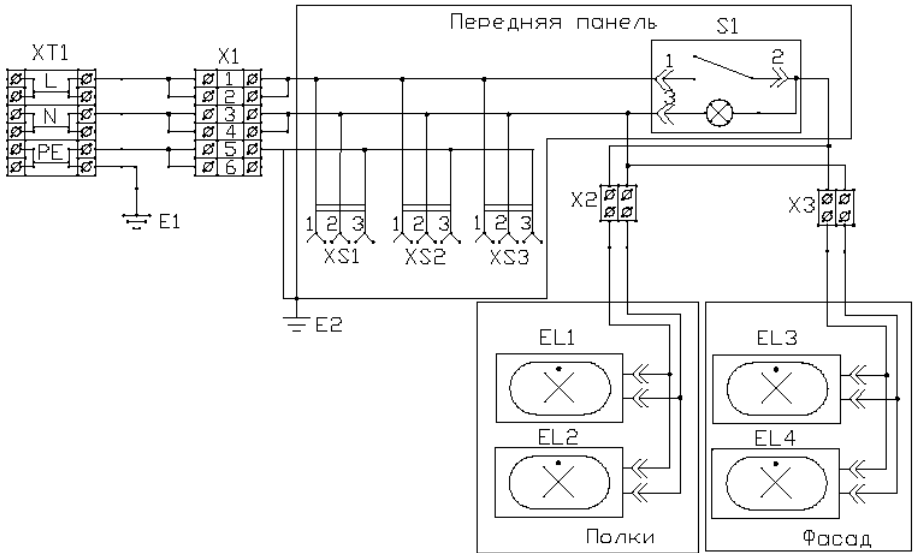 Передняя панель
S1
XT1
X1
L
N
PE
1
2
3
4
5
6
1
2
3
E1
X2
X3
1 2 3
1 2 3
1 2 3
XS1
XS2
XS3
E2
EL1
EL2
EL3
EL4
Полки
Фасад